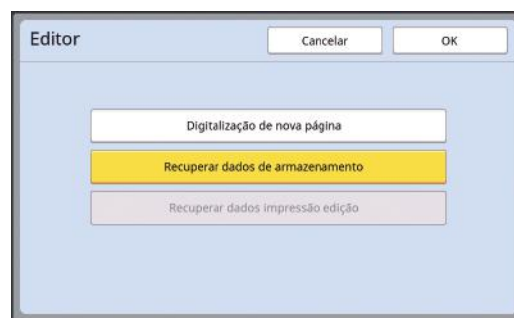 Editor
Cancelar
OK
Digitalização de nova página
Recuperar dados de armazenamento
Recuperar dados impressão edição